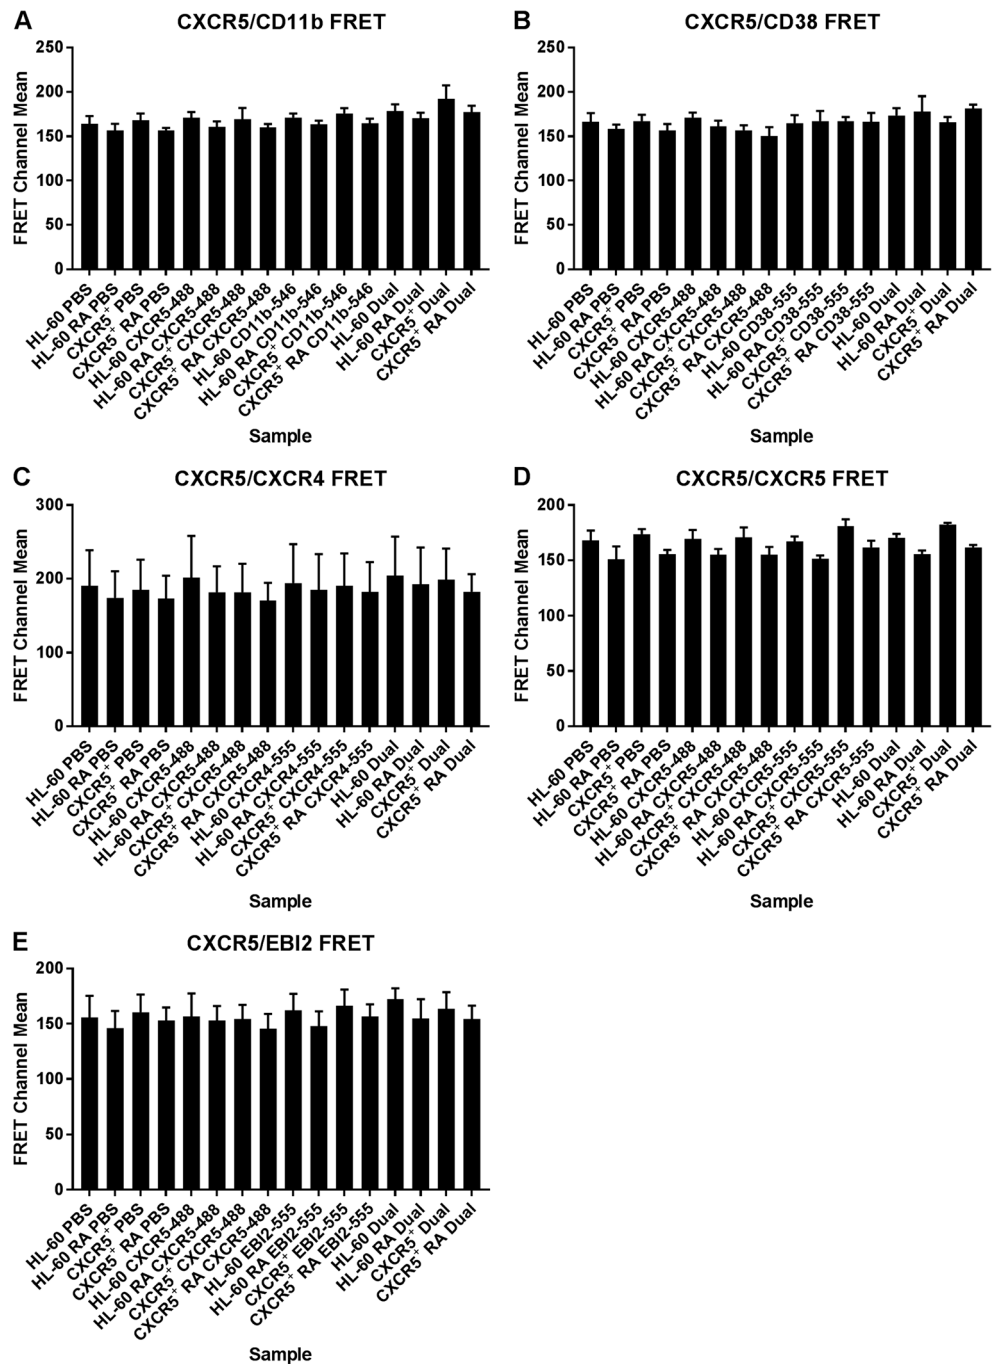 A
CXCR5/CD11b FRET
FRET Channel Mean
250
200
150
100
50
0
HL-60 PBS
HL-60 RA PBS
CXCR5+ PBS
CXCR5+ RA PBS
HL-60 CXCR5-488
HL-60 RA CXCR5-488
CXCR5+ CXCR5-488
CXCR5+ RA CXCR5-488
HL-60 CD11b-546
HL-60 RA CD11b-546
CXCR5+ CD11b-546
CXCR5+ RA CD11b-546
HL-60 Dual
HL-60 RA Dual
CXCR5+ Dual
CXCR5+ RA Dual
Sample
B
CXCR5/CD38 FRET
FRET Channel Mean
250
200
150
100
50
0
HL-60 PBS
HL-60 RA PBS
CXCR5+ PBS
CXCR5+ RA PBS
HL-60 CXCR5-488
HL-60 RA CXCR5-488
CXCR5+ CXCR5-488
CXCR5+ RA CXCR5-488
HL-60 CD38-555
HL-60 RA CD38-555
CXCR5+ CD38-555
CXCR5+ RA CD38-555
HL-60 Dual
HL-60 RA Dual
CXCR5+ Dual
CXCR5+ RA Dual
Sample
C
CXCR5/CXCR4 FRET
FRET Channel Mean
300
200
100
0
HL-60 PBS
HL-60 RA PBS
CXCR5+ PBS
CXCR5+ RA PBS
HL-60 CXCR5-488
HL-60 RA CXCR5-488
CXCR5+ CXCR5-488
CXCR5+ RA CXCR5-488
HL-60 CXCR4-555
HL-60 RA CXCR4-555
CXCR5+ CXCR4-555
CXCR5+ RA CXCR4-555
HL-60 Dual
HL-60 RA Dual
CXCR5+ Dual
CXCR5+ RA Dual
Sample
D
CXCR5/CXCR5 FRET
FRET Channel Mean
200
150
100
50
0
HL-60 PBS
HL-60 RA PBS
CXCR5+ PBS
CXCR5+ RA PBS
HL-60 CXCR5-488
HL-60 RA CXCR5-488
CXCR5+ CXCR5-488
CXCR5+ RA CXCR5-488
HL-60 CXCR5-555
HL-60 RA CXCR5-555
CXCR5+ CXCR5-555
CXCR5+ RA CXCR5-555
HL-60 Dual
HL-60 RA Dual
CXCR5+ Dual
CXCR5+ RA Dual
Sample
E
CXCR5/EBI2 FRET
FRET Channel Mean
200
150
100
50
0
HL-60 PBS
HL-60 RA PBS
CXCR5+ PBS
CXCR5+ RA PBS
HL-60 CXCR5-488
HL-60 RA CXCR5-488
CXCR5+ CXCR5-488
CXCR5+ RA CXCR5-488
HL-60 EBI2-555
HL-60 RA EBI2-555
CXCR5+ EBI2-555
CXCR5+ RA EBI2-555
HL-60 Dual
HL-60 RA Dual
CXCR5+ Dual
CXCR5+ RA Dual
Sample